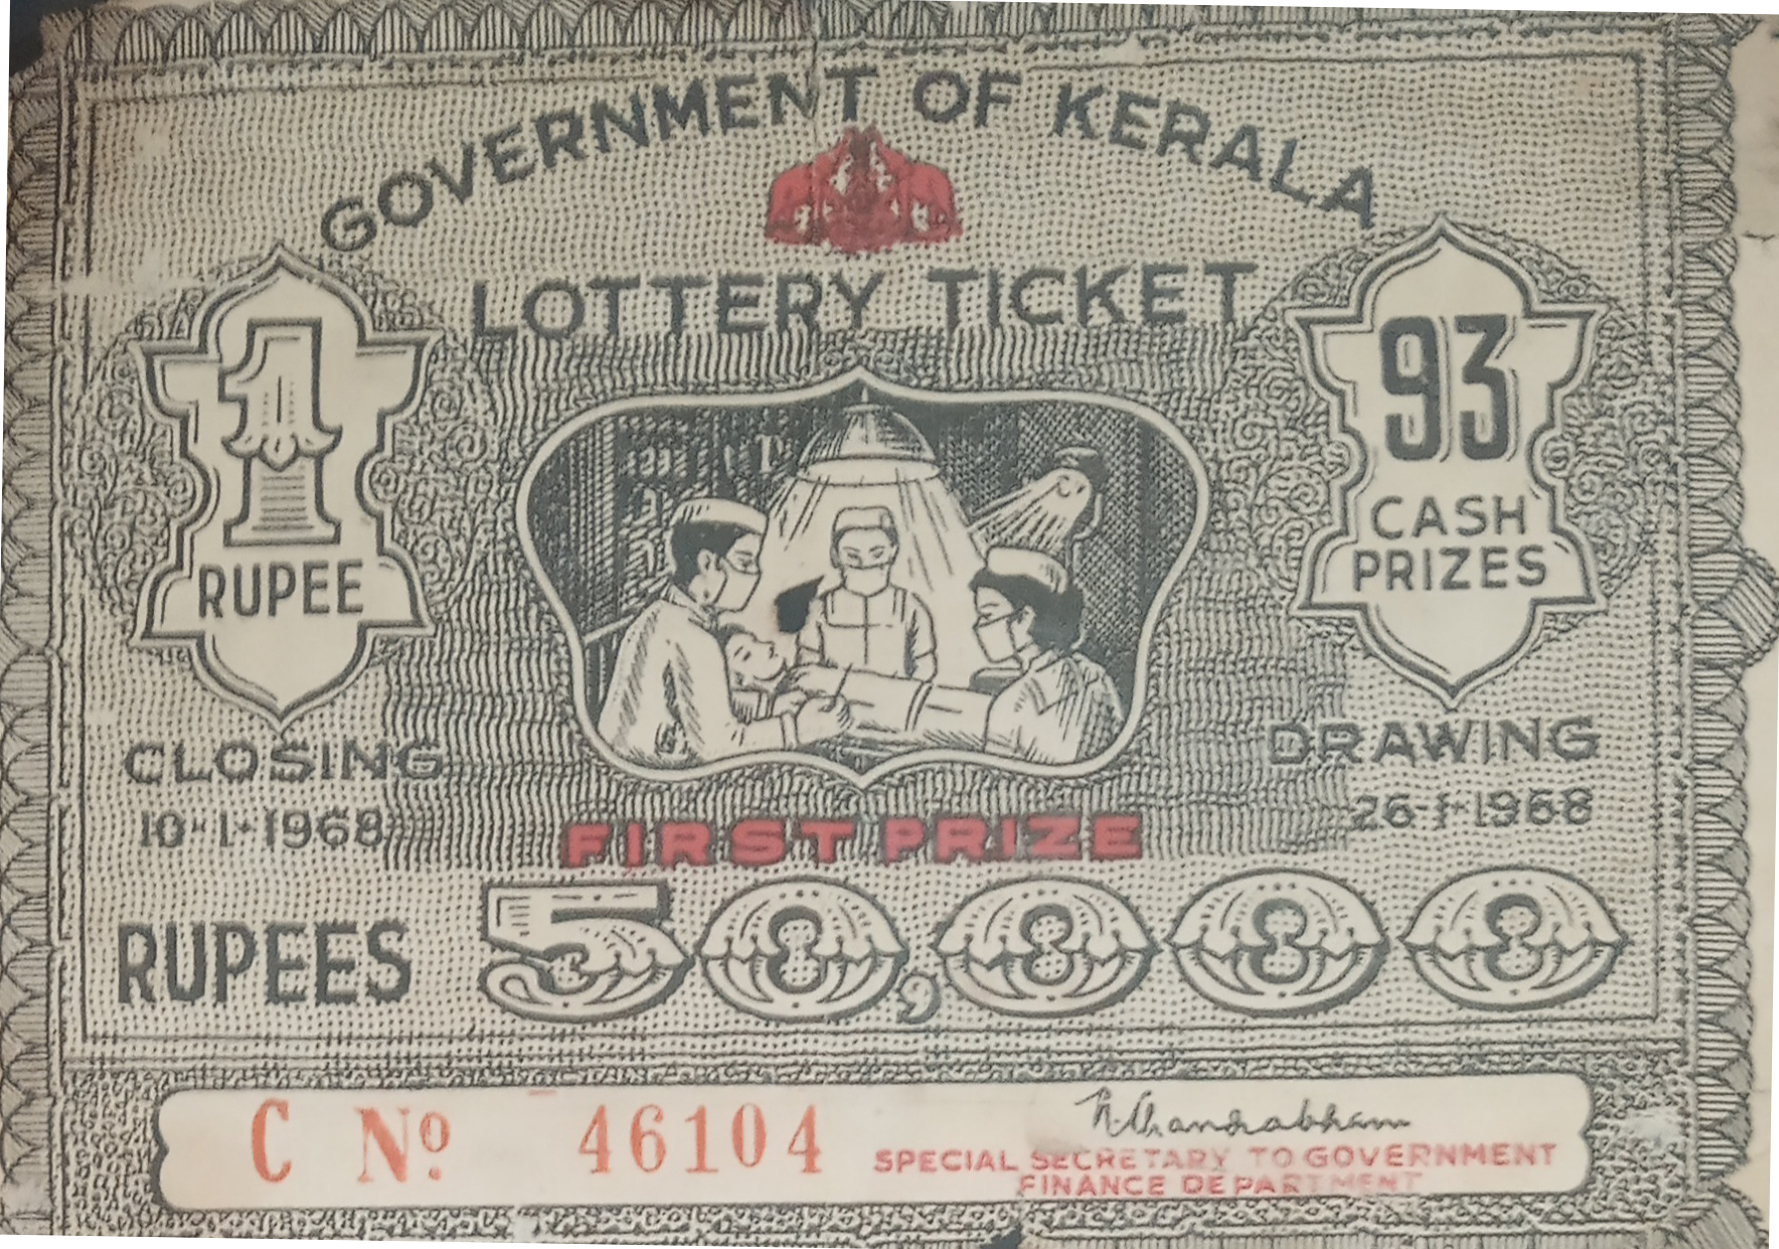 GOVERNMENT OF KERALA
LOTTERY TICKET
1
RUPEE
93
CASH
PRIZES
CLOSING
10-1-1968
DRAWING
26-1-1968
FIRST PRIZE
RUPEES 50,000
C No. 46104
SPECIAL SECRETARY TO GOVERNMENT
FINANCE DEPARTMENT